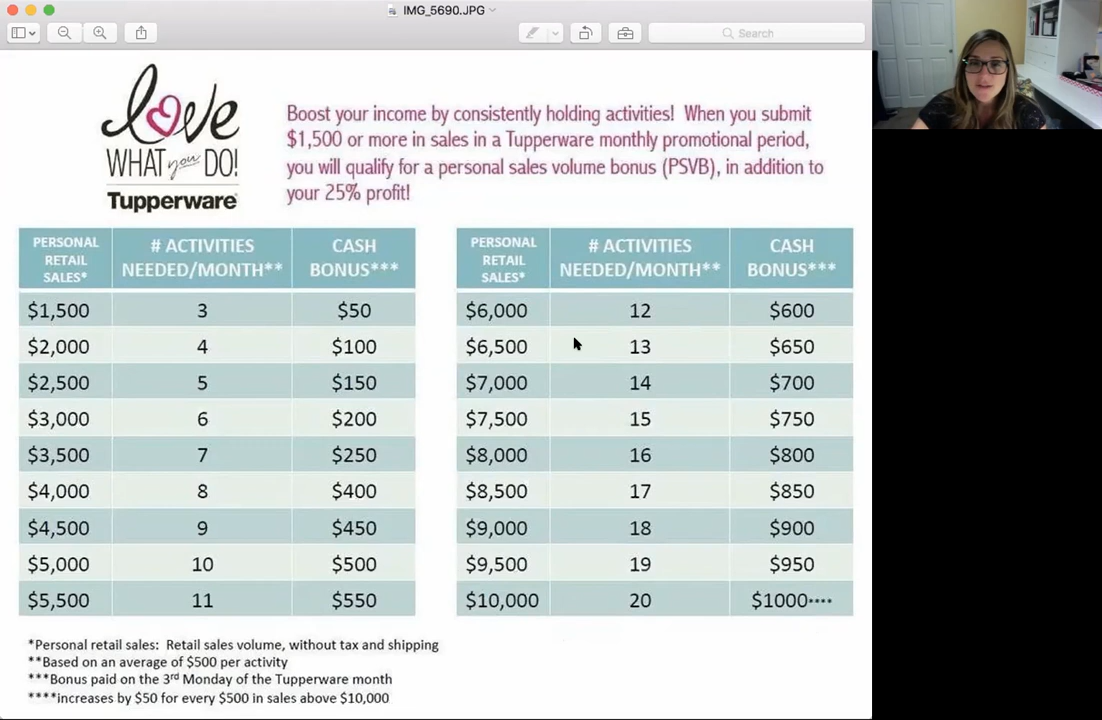 IMG_5690.JPG
Search
love
WHAT you DO!
Tupperware
Boost your income by consistently holding activities! When you submit
$1,500 or more in sales in a Tupperware monthly promotional period,
you will qualify for a personal sales volume bonus (PSVB), in addition to
your 25% profit!
PERSONAL RETAIL SALES* # ACTIVITIES NEEDED/MONTH** CASH BONUS***
$1,500 3 $50
$2,000 4 $100
$2,500 5 $150
$3,000 6 $200
$3,500 7 $250
$4,000 8 $400
$4,500 9 $450
$5,000 10 $500
$5,500 11 $550
PERSONAL RETAIL SALES* # ACTIVITIES NEEDED/MONTH** CASH BONUS***
$6,000 12 $600
$6,500 13 $650
$7,000 14 $700
$7,500 15 $750
$8,000 16 $800
$8,500 17 $850
$9,000 18 $900
$9,500 19 $950
$10,000 20 $1000****
*Personal retail sales: Retail sales volume, without tax and shipping
**Based on an average of $500 per activity
***Bonus paid on the 3rd Monday of the Tupperware month
****increases by $50 for every $500 in sales above $10,000